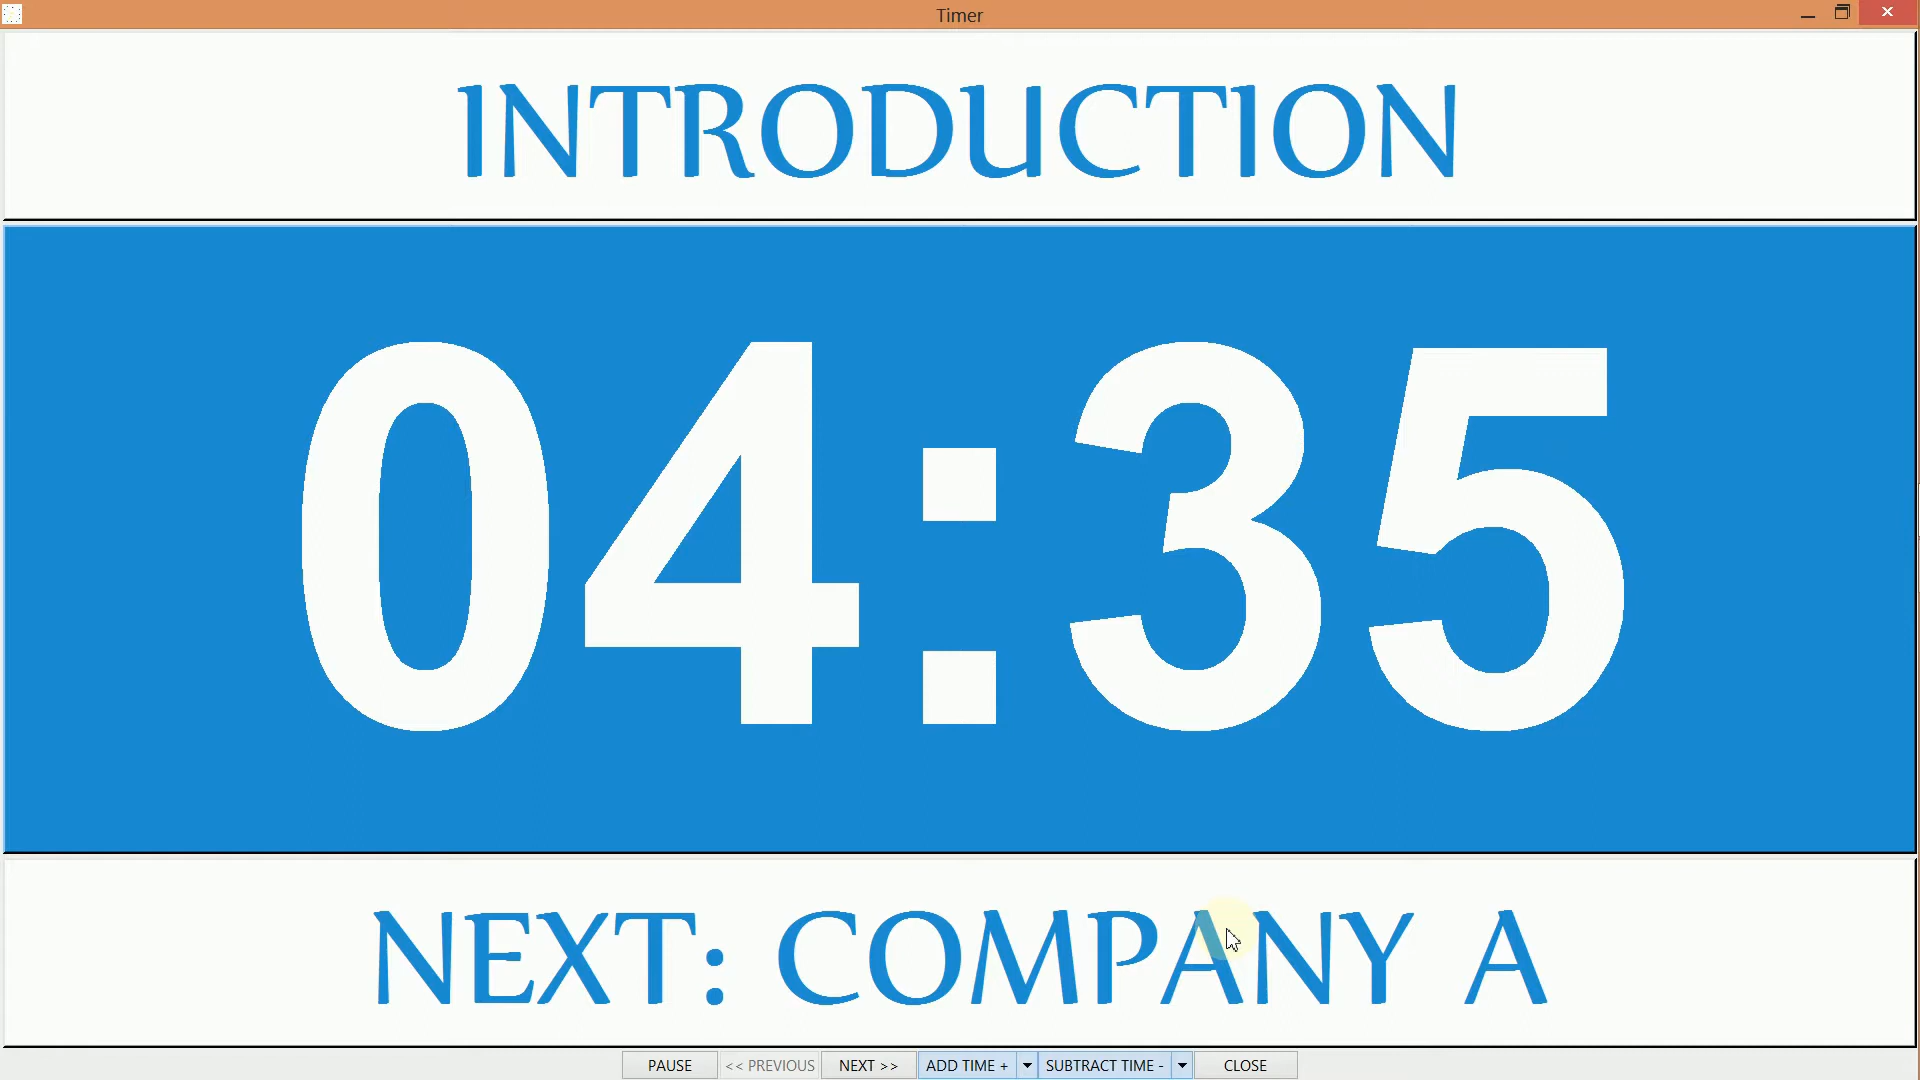 Timer
INTRODUCTION
04:35
NEXT: COMPANY A
PAUSE << PREVIOUS NEXT >> ADD TIME + SUBTRACT TIME - CLOSE